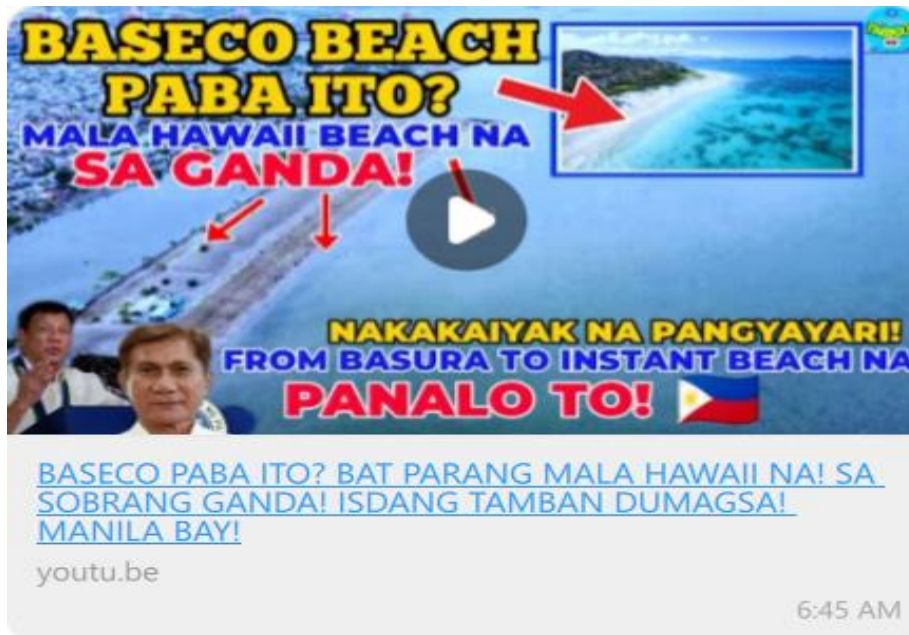 BASECO BEACH
PABA ITO?
MALA HAWAII BEACH NA
SA GANDA!
NAKAKAIYAK NA PANGYAYARI!
FROM BASURA TO INSTANT BEACH NA
PANALO TO!
BASECO PABA ITO? BAT PARANG MALA HAWAII NA! SA
SOBRANG GANDA! ISDANG TAMBAN DUMAGSA!
MANILA BAY!
youtu.be
6:45 AM